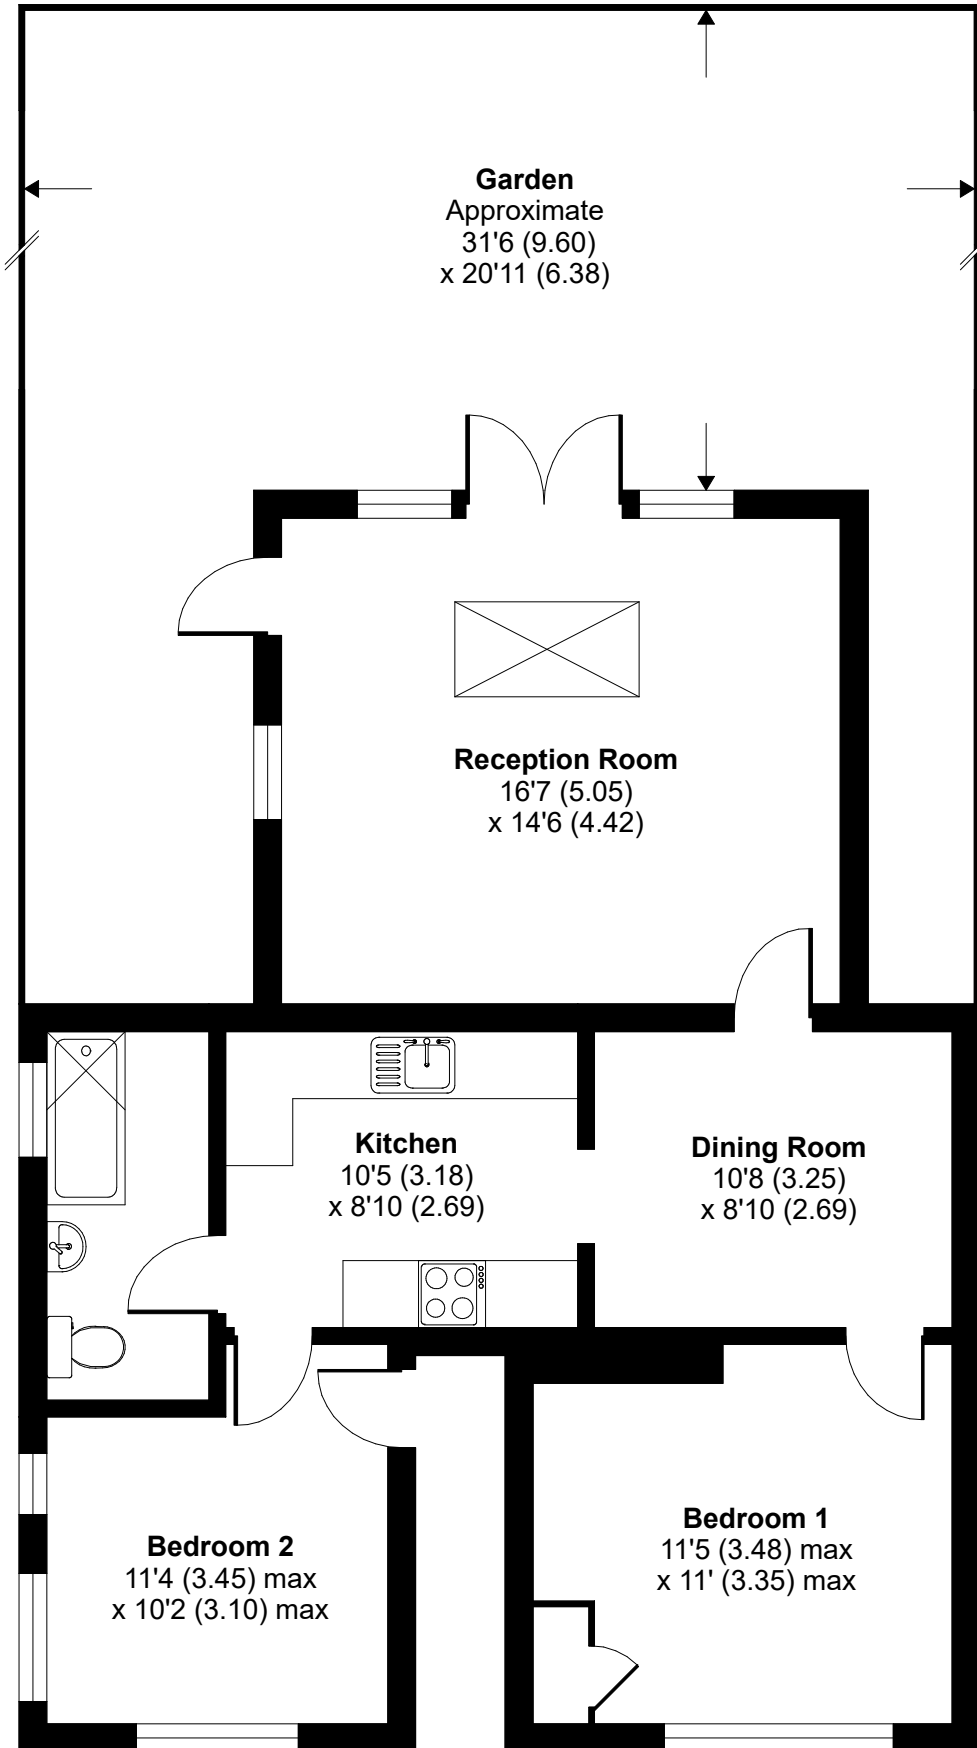 Garden
Approximate
31'6 (9.60)
x 20'11 (6.38)
Reception Room
16'7 (5.05)
x 14'6 (4.42)
Kitchen
10'5 (3.18)
x 8'10 (2.69)
Dining Room
10'8 (3.25)
x 8'10 (2.69)
Bedroom 2
11'4 (3.45) max
x 10'2 (3.10) max
Bedroom 1
11'5 (3.48) max
x 11' (3.35) max